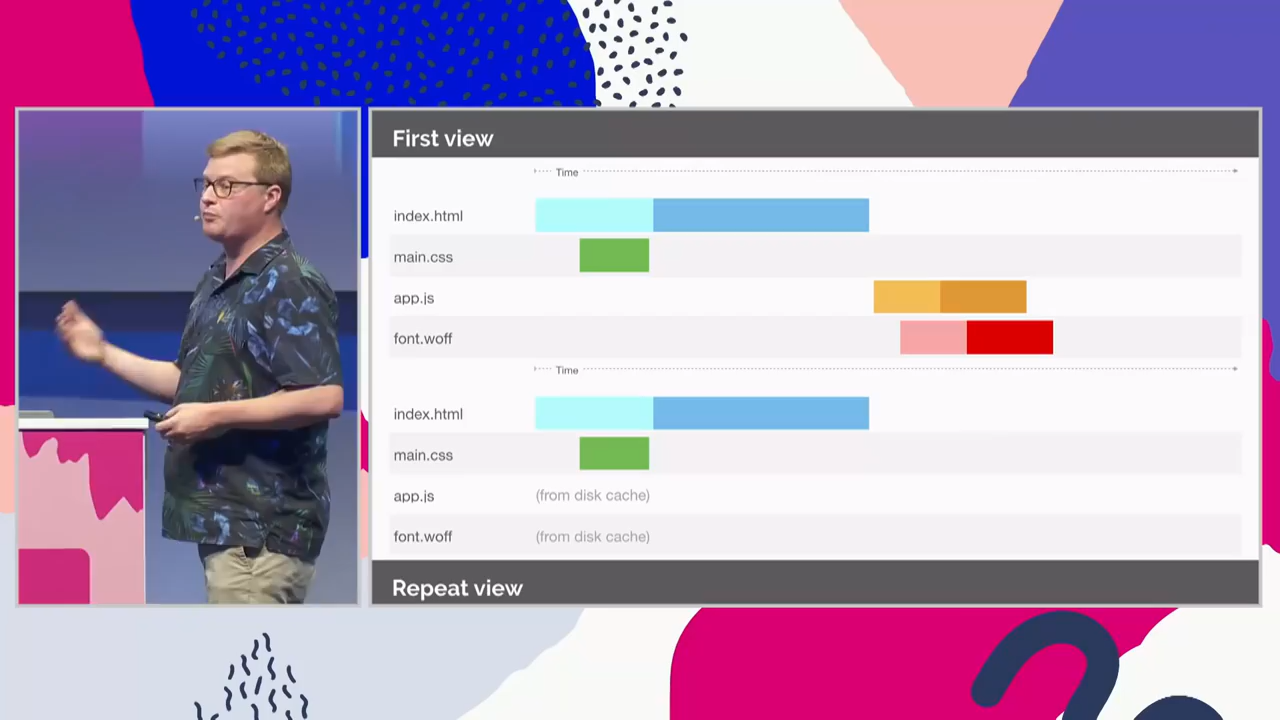 First view
Time
index.html
main.css
app.js
font.woff
Time
index.html
main.css
app.js (from disk cache)
font.woff (from disk cache)
Repeat view